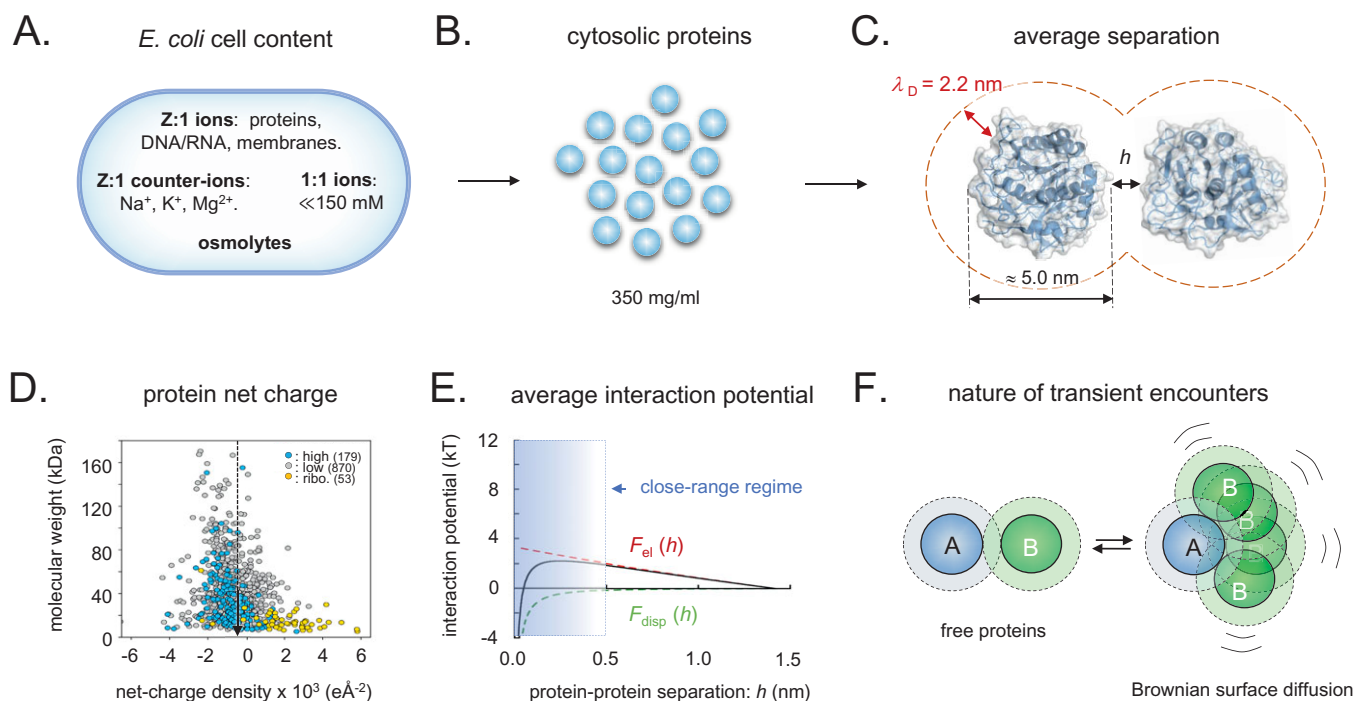 A.
E. coli cell content
Z:1 ions: proteins,
DNA/RNA, membranes.
Z:1 counter-ions:
Na⁺, K⁺, Mg²⁺.
1:1 ions:
≪150 mM
osmolytes
B.
cytosolic proteins
350 mg/ml
C.
average separation
λ D = 2.2 nm
h
≈ 5.0 nm
D.
protein net charge
molecular weight (kDa)
160
120
80
40
0
: high (179)
: low (870)
: ribo. (53)
-6 -4 -2 0 2 4 6
net-charge density x 10³ (eÅ⁻²)
E.
average interaction potential
interaction potential (kT)
12
8
4
0
-4
close-range regime
Fel (h)
Fdisp (h)
0.0 0.5 1.0 1.5
protein-protein separation: h (nm)
F.
nature of transient encounters
A
B
free proteins
A
B
B
B
B
Brownian surface diffusion